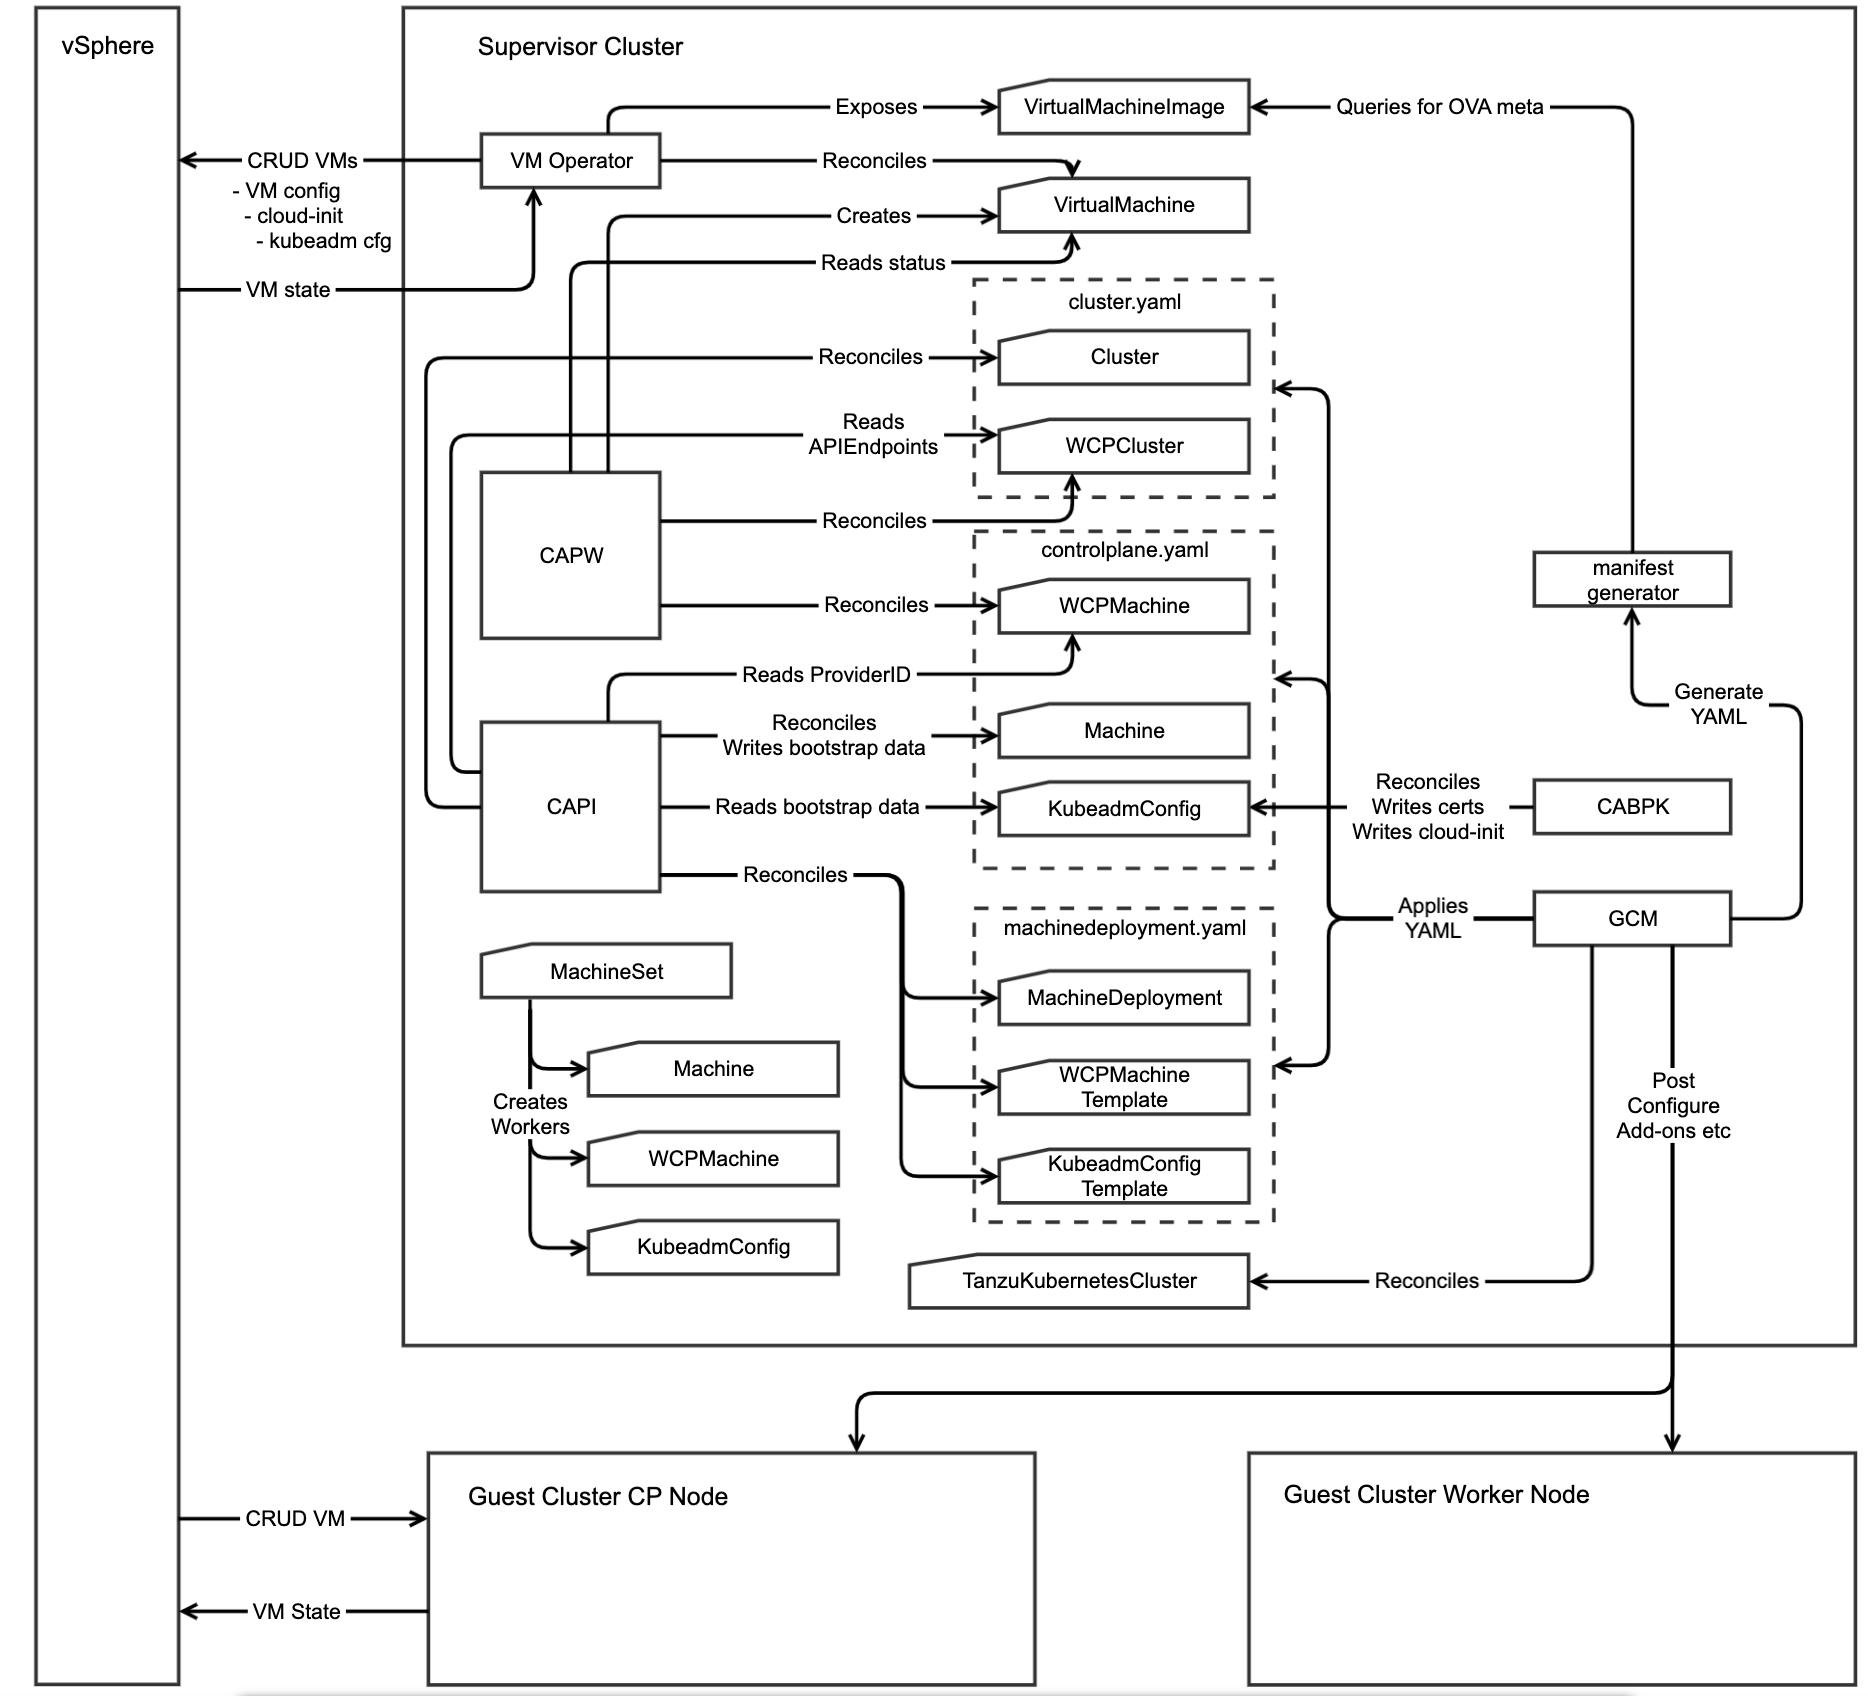 vSphere
Supervisor Cluster
Exposes
VirtualMachineImage
Queries for OVA meta
CRUD VMs
- VM config
- cloud-init
- kubeadm cfg
VM Operator
Reconciles
VirtualMachine
Creates
Reads status
VM state
cluster.yaml
Reconciles
Cluster
Reads
APIEndpoints
WCPCluster
CAPW
Reconciles
controlplane.yaml
Reconciles
WCPMachine
manifest
generator
Reads ProviderID
Generate
YAML
Reconciles
Writes bootstrap data
Machine
CAPI
Reads bootstrap data
KubeadmConfig
Reconciles
Writes certs
Writes cloud-init
CABPK
Reconciles
Applies
YAML
GCM
machinedeployment.yaml
MachineSet
MachineDeployment
Machine
WCPMachine
Template
Creates
Workers
Post
Configure
Add-ons etc
WCPMachine
KubeadmConfig
Template
KubeadmConfig
TanzuKubernetesCluster
Reconciles
Guest Cluster CP Node
Guest Cluster Worker Node
CRUD VM
VM State